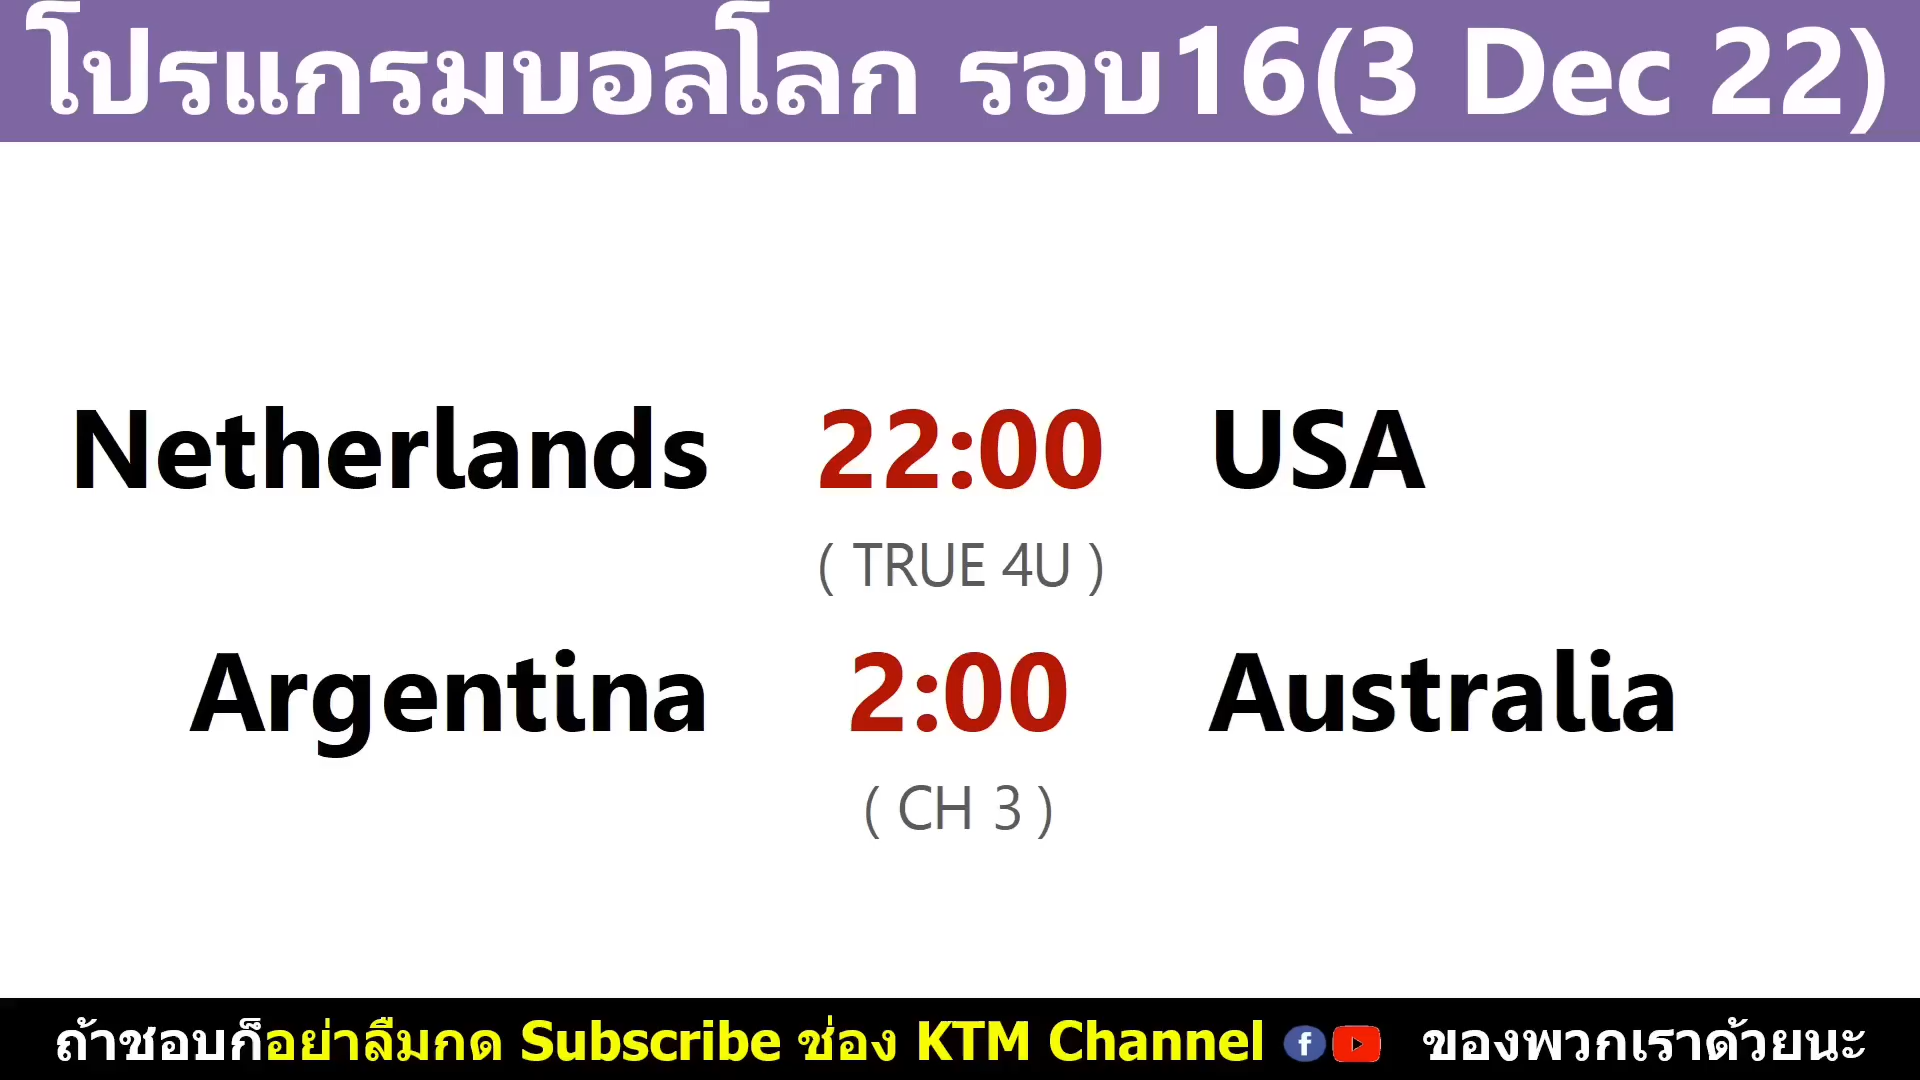 โปรแกรมบอลโลก รอบ16(3 Dec 22)
Netherlands 22:00 USA
( TRUE 4U )
Argentina 2:00 Australia
( CH 3 )
ถ้าชอบก็อย่าลืมกด Subscribe ช่อง KTM Channel f ของพวกเราด้วยนะ